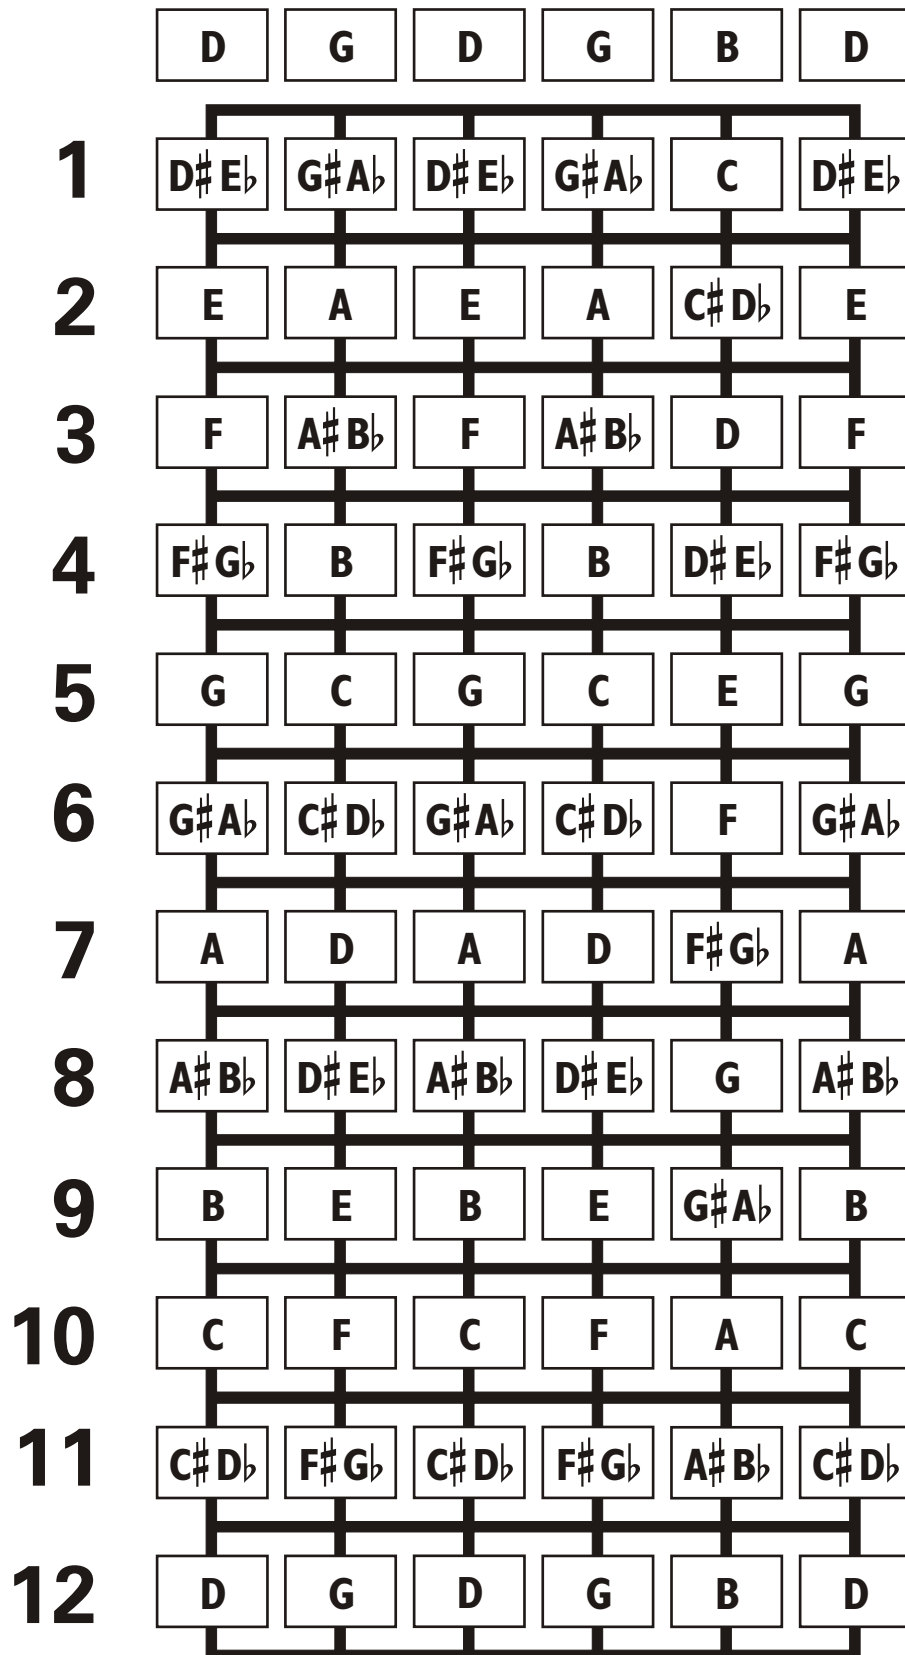 D G D G B D
1 D♯E♭ G♯A♭ D♯E♭ G♯A♭ C D♯E♭
2 E A E A C♯D♭ E
3 F A♯B♭ F A♯B♭ D F
4 F♯G♭ B F♯G♭ B D♯E♭ F♯G♭
5 G C G C E G
6 G♯A♭ C♯D♭ G♯A♭ C♯D♭ F G♯A♭
7 A D A D F♯G♭ A
8 A♯B♭ D♯E♭ A♯B♭ D♯E♭ G A♯B♭
9 B E B E G♯A♭ B
10 C F C F A C
11 C♯D♭ F♯G♭ C♯D♭ F♯G♭ A♯B♭ C♯D♭
12 D G D G B D